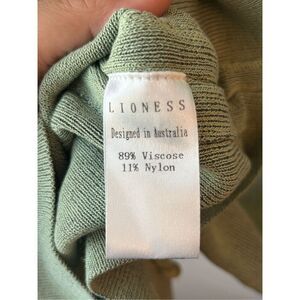 LIONESS
Designed in Australia
89% Viscose
11% Nylon